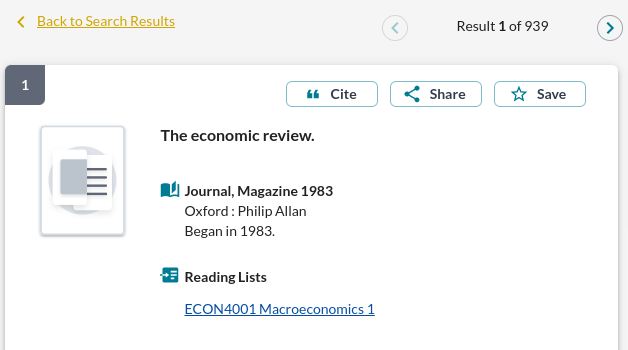 Back to Search Results
Result 1 of 939
1
Cite
Share
Save
The economic review.
Journal, Magazine 1983
Oxford : Philip Allan
Began in 1983.
Reading Lists
ECON4001 Macroeconomics 1